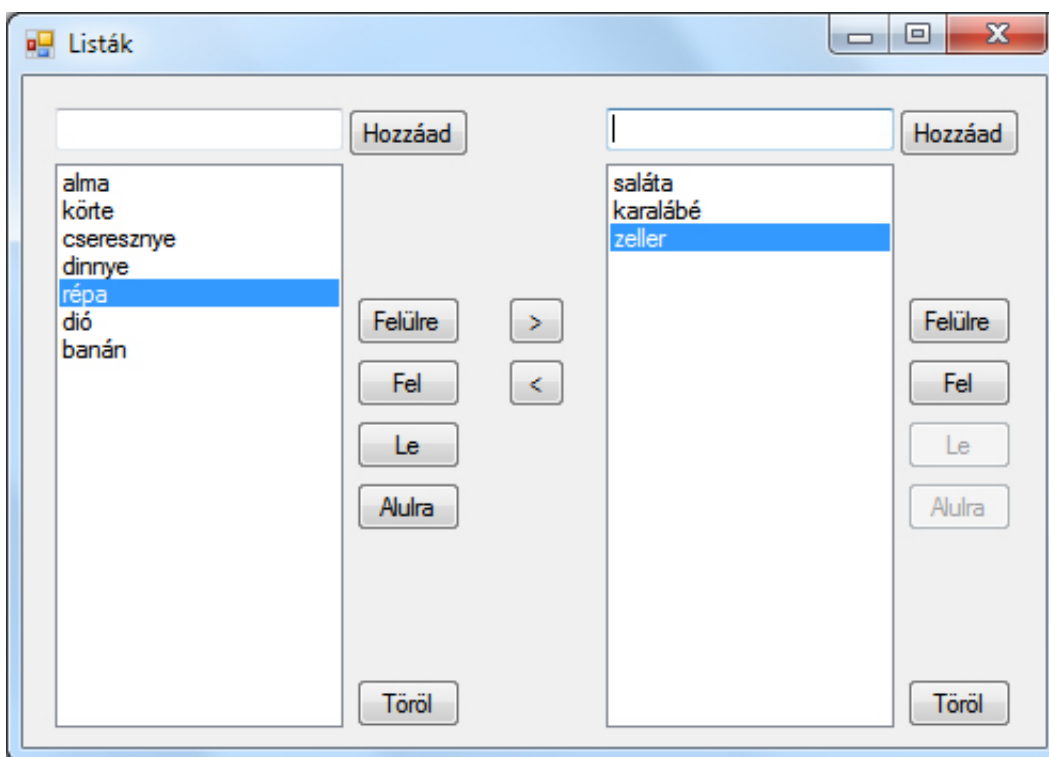 Listák
Hozzáad
Hozzáad
alma
körte
cseresznye
dinnye
répa
dió
banán
Felülre
Fel
Le
Alulra
Töröl
>
<
saláta
karalábé
zeller
Felülre
Fel
Le
Alulra
Töröl